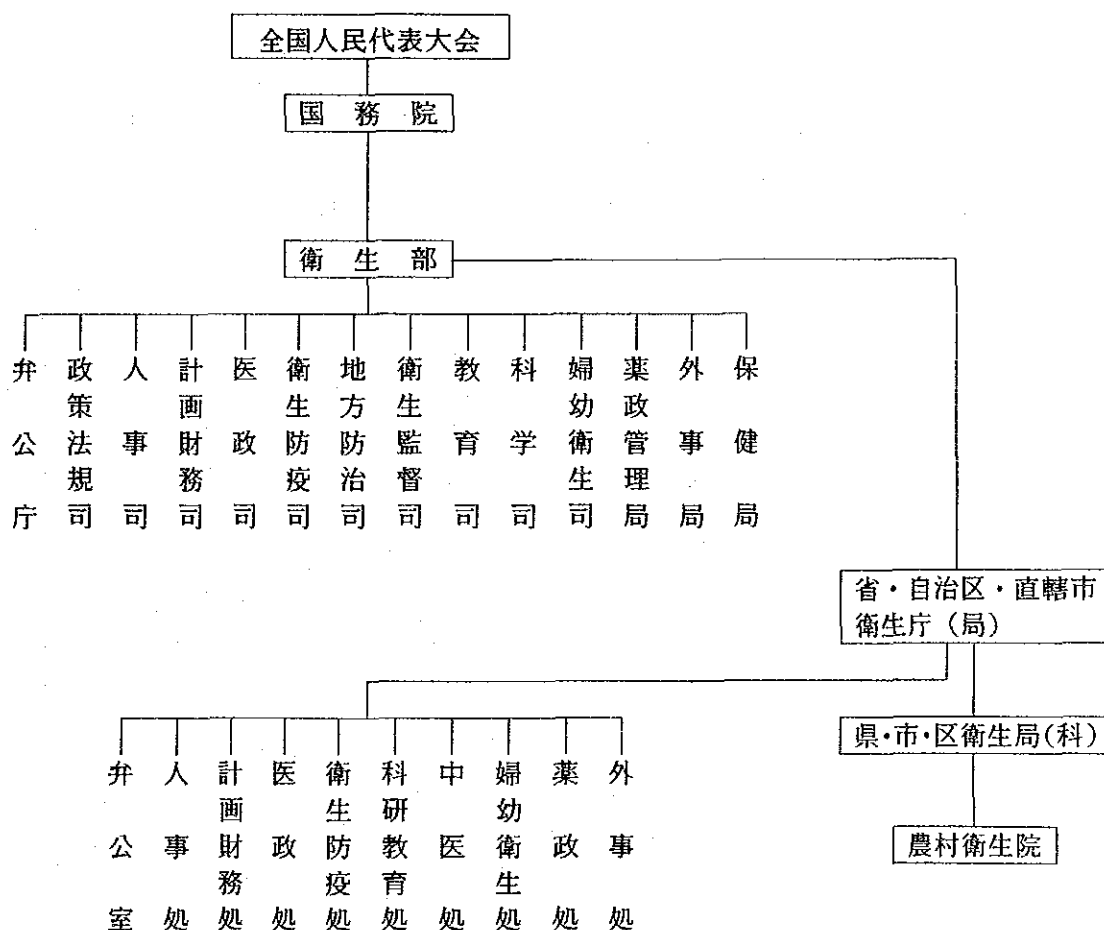 全国人民代表大会
国務院
衛生部
弁公庁
政策法規司
人事司
計画財務司
医政司
衛生防疫司
地方防治司
衛生監督司
教育司
科学司
婦幼衛生司
薬政管理局
外事局
保健局
省・自治区・直轄市
衛生庁（局）
県・市・区衛生局(科)
農村衛生院
弁公室
人事処
計画財務処
医政処
衛生防疫処
科研教育処
中医処
婦幼衛生処
薬政処
外事処